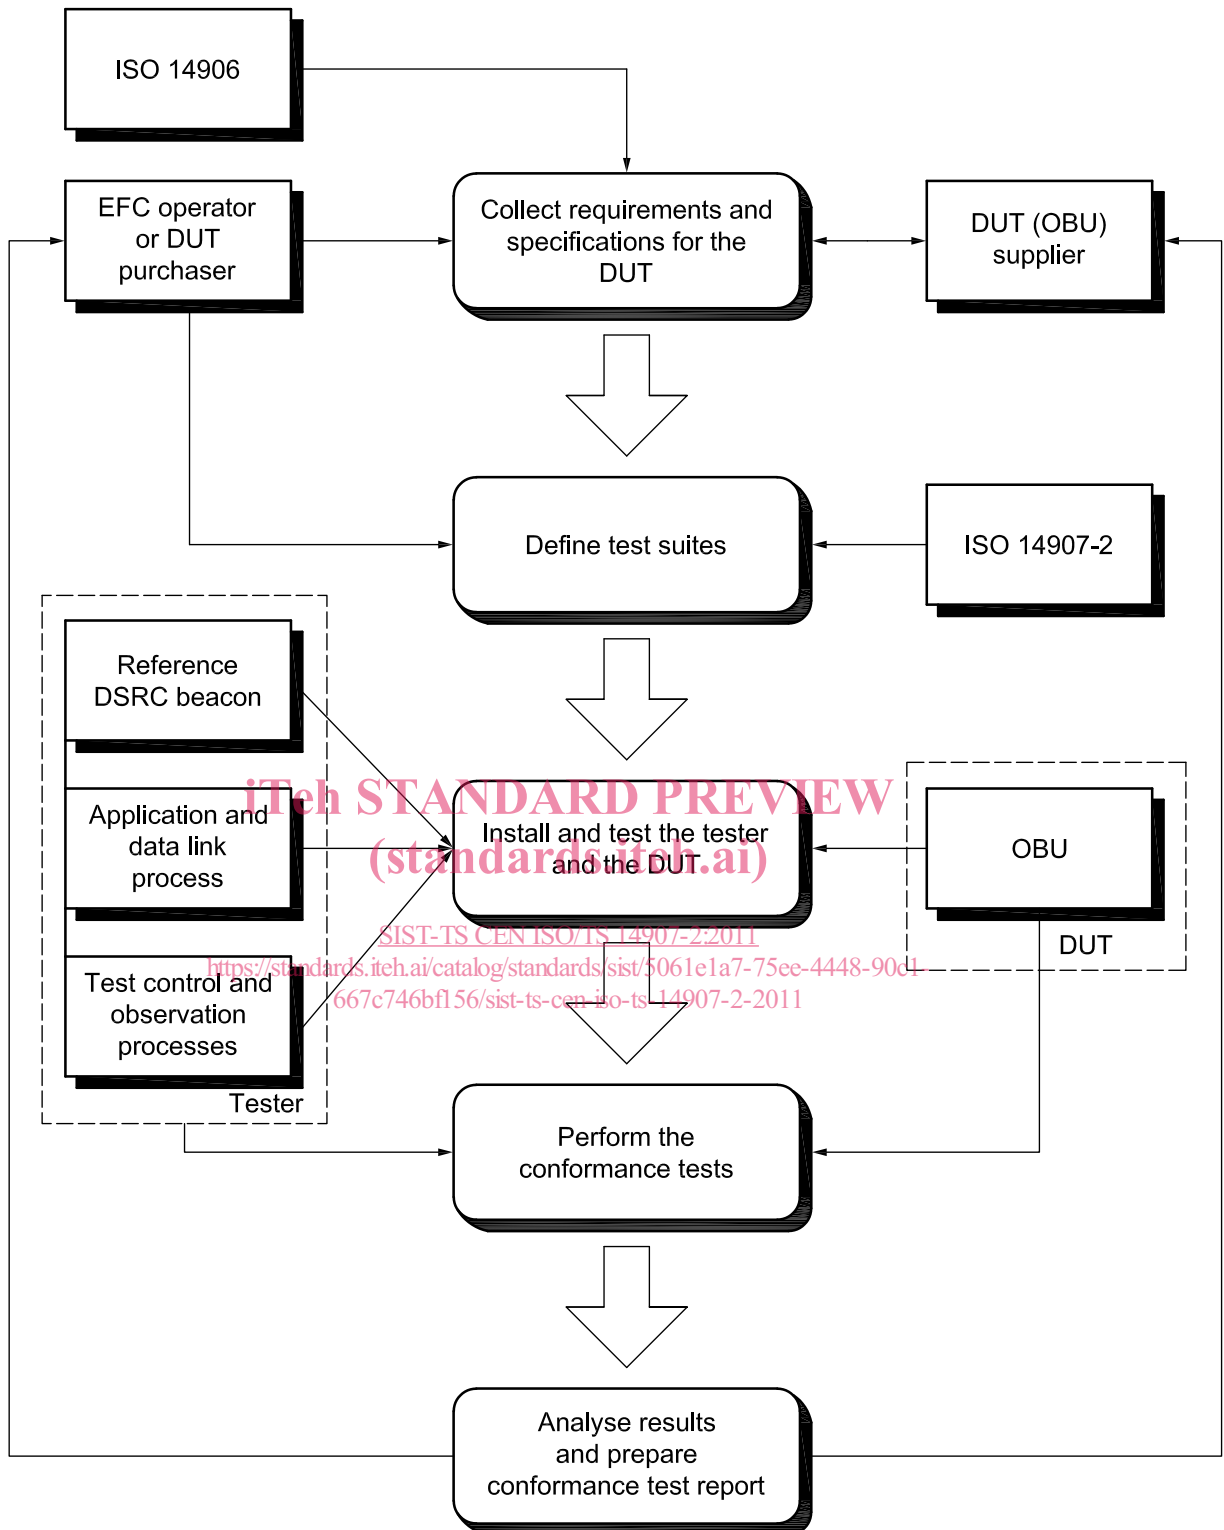 ISO 14906
EFC operator
or DUT
purchaser
Collect requirements and
specifications for the
DUT
DUT (OBU)
supplier
Define test suites
ISO 14907-2
Reference
DSRC beacon
Application and
data link
process
Test control and
observation
processes
Tester
iTeh STANDARD PREVIEW
(standards.iteh.ai)
Install and test the tester
and the DUT
OBU
DUT
SIST-TS CEN ISO/TS 14907-2:2011
https://standards.iteh.ai/catalog/standards/sist/5061e1a7-75ee-4448-90c1-
667c746bf156/sist-ts-cen-iso-ts-14907-2-2011
Perform the
conformance tests
Analyse results
and prepare
conformance test report